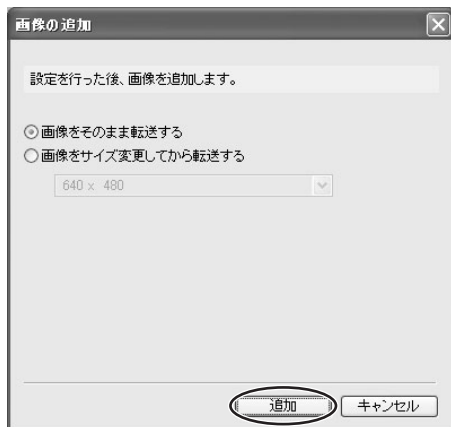 画像の追加
設定を行った後、画像を追加します。
画像をそのまま転送する
画像をサイズ変更してから転送する
640 x 480
追加 キャンセル